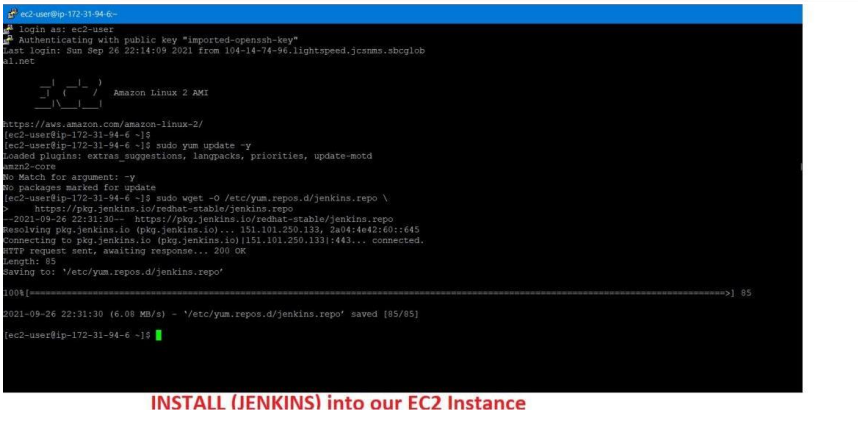 ec2-user@ip-172-31-94-6:~
login as: ec2-user
Authenticating with public key "imported-openssh-key"
Last login: Sun Sep 26 22:14:09 2021 from 104-14-74-96.lightspeed.jcsnms.sbcglob
al.net
__|  __|_  )
_|  (     /   Amazon Linux 2 AMI
___|\___|___|
https://aws.amazon.com/amazon-linux-2/
[ec2-user@ip-172-31-94-6 ~]$
[ec2-user@ip-172-31-94-6 ~]$ sudo yum update –y
Loaded plugins: extras_suggestions, langpacks, priorities, update-motd
amzn2-core
No Match for argument: –y
No packages marked for update
[ec2-user@ip-172-31-94-6 ~]$ sudo wget -O /etc/yum.repos.d/jenkins.repo \
>     https://pkg.jenkins.io/redhat-stable/jenkins.repo
--2021-09-26 22:31:30--  https://pkg.jenkins.io/redhat-stable/jenkins.repo
Resolving pkg.jenkins.io (pkg.jenkins.io)... 151.101.250.133, 2a04:4e42:60::645
Connecting to pkg.jenkins.io (pkg.jenkins.io)|151.101.250.133|:443... connected.
HTTP request sent, awaiting response... 200 OK
Length: 85
Saving to: ‘/etc/yum.repos.d/jenkins.repo’
100%[=====================================================================================================>] 85
2021-09-26 22:31:30 (6.08 MB/s) - ‘/etc/yum.repos.d/jenkins.repo’ saved [85/85]
[ec2-user@ip-172-31-94-6 ~]$
INSTALL (JENKINS) into our EC2 Instance